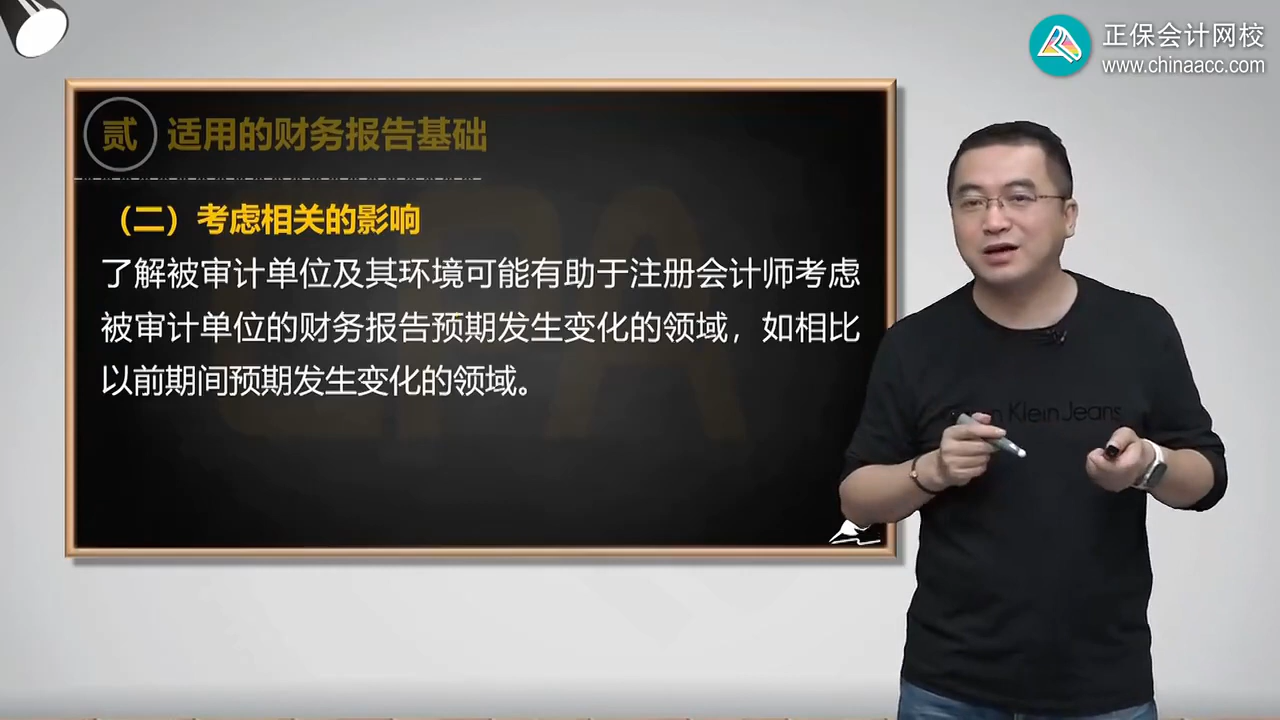 正保会计网校
www.chinaacc.com
贰 适用的财务报告基础
（二）考虑相关的影响
了解被审计单位及其环境可能有助于注册会计师考虑
被审计单位的财务报告预期发生变化的领域，如相比
以前期间预期发生变化的领域。
CPA
Klein Jeans